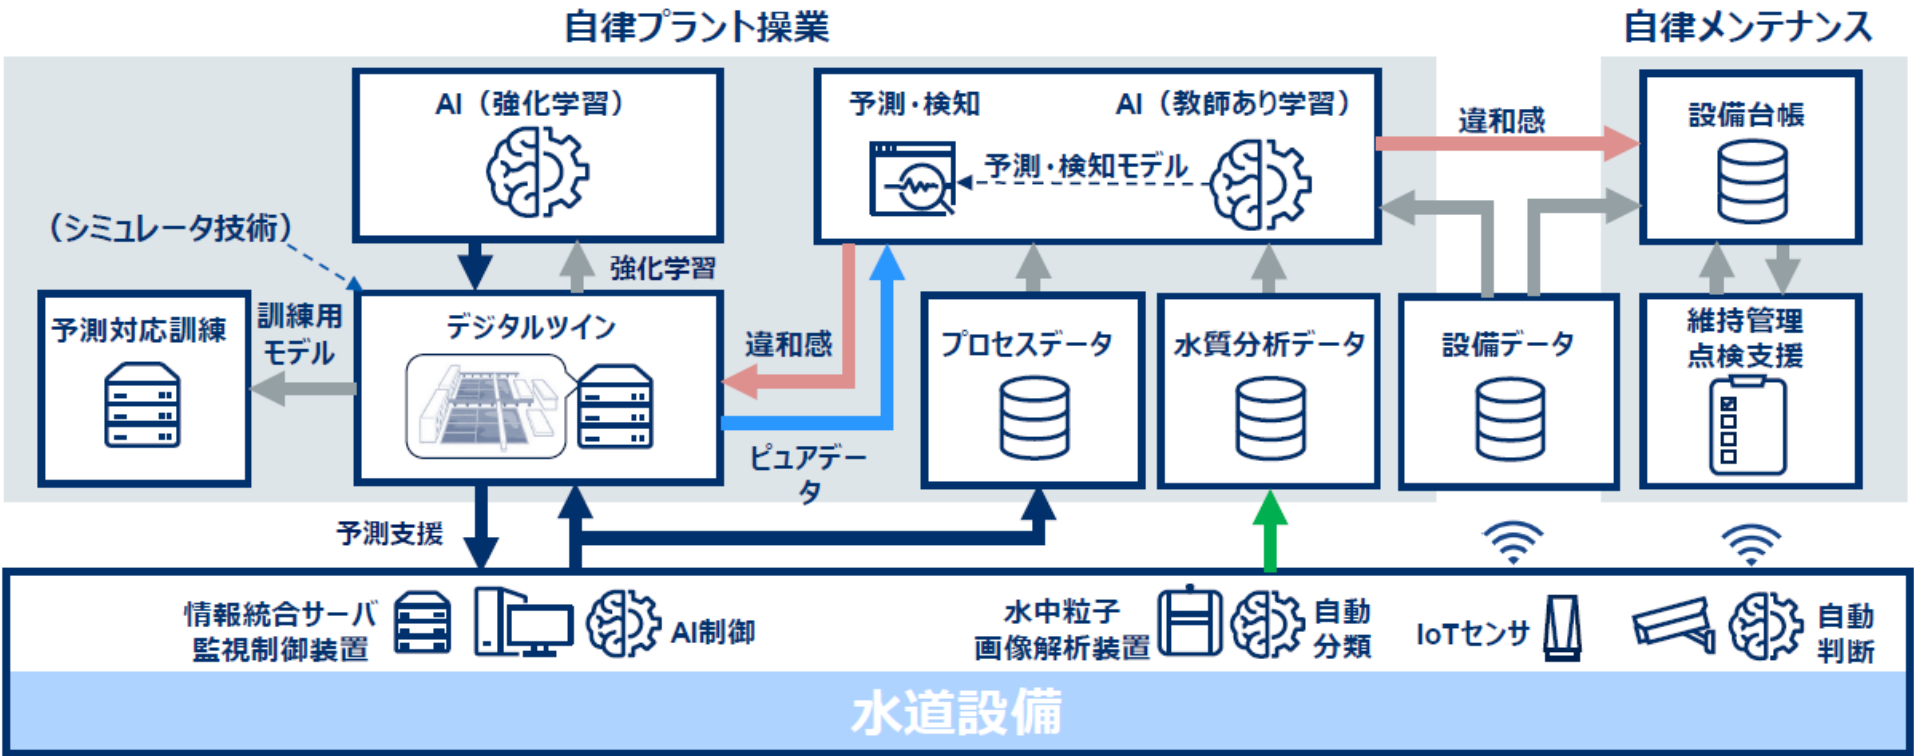 自律プラント操業
自律メンテナンス
AI（強化学習）
予測・検知
AI（教師あり学習）
予測・検知モデル
違和感
設備台帳
（シミュレータ技術）
強化学習
予測対応訓練
訓練用
モデル
デジタルツイン
違和感
ピュアデー
タ
プロセスデータ
水質分析データ
設備データ
維持管理
点検支援
予測支援
情報統合サーバ
監視制御装置
AI制御
水中粒子
画像解析装置
自動
分類
IoTセンサ
自動
判断
水道設備